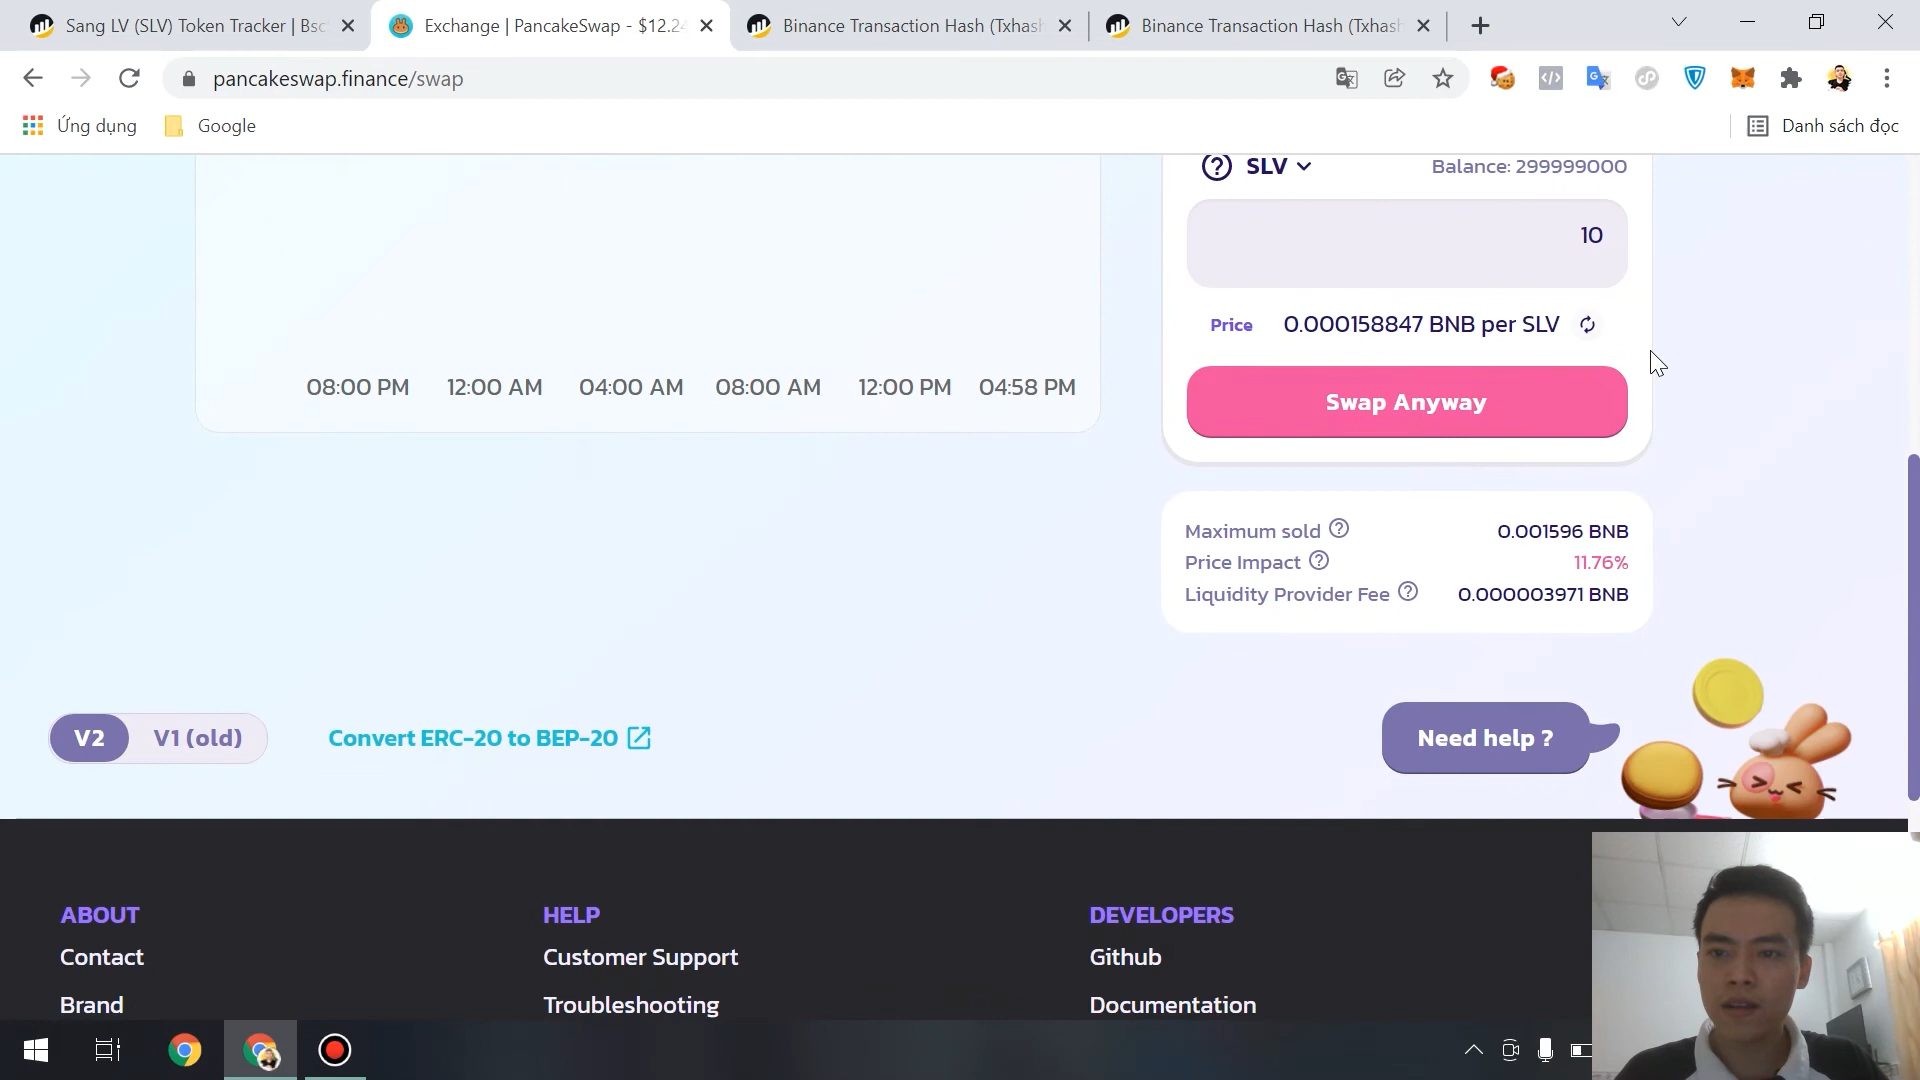 Sang LV (SLV) Token Tracker | Bsc
Exchange | PancakeSwap - $12.24
Binance Transaction Hash (Txhash
Binance Transaction Hash (Txhash
pancakeswap.finance/swap
Ứng dụng
Google
Danh sách đọc
SLV
Balance: 299999000
10
Price 0.000158847 BNB per SLV
08:00 PM 12:00 AM 04:00 AM 08:00 AM 12:00 PM 04:58 PM
Swap Anyway
Maximum sold 0.001596 BNB
Price Impact 11.76%
Liquidity Provider Fee 0.000003971 BNB
V2 V1 (old)
Convert ERC-20 to BEP-20
Need help ?
ABOUT
Contact
Brand
HELP
Customer Support
Troubleshooting
DEVELOPERS
Github
Documentation